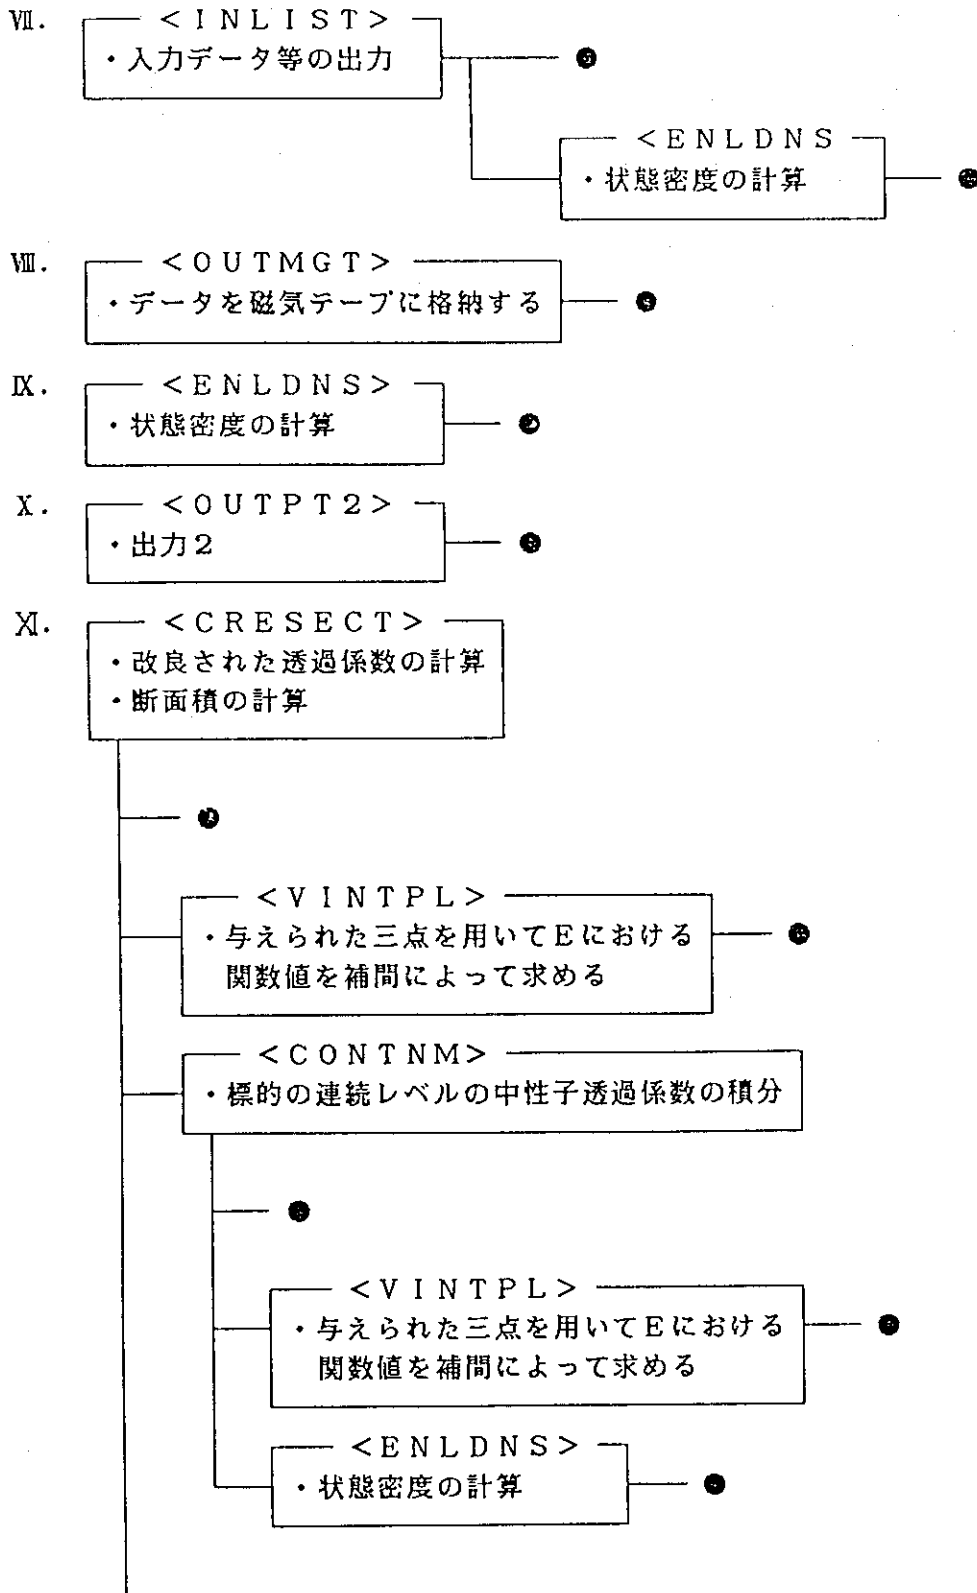 Ⅶ. <INLIST>
・入力データ等の出力
<ENLDNS
・状態密度の計算
Ⅷ. <OUTMGT>
・データを磁気テープに格納する
Ⅸ. <ENLDNS>
・状態密度の計算
Ⅹ. <OUTPT2>
・出力2
Ⅺ. <CRESECT>
・改良された透過係数の計算
・断面積の計算
<VINTPL>
・与えられた三点を用いてEにおける
関数値を補間によって求める
<CONTNM>
・標的の連続レベルの中性子透過係数の積分
<VINTPL>
・与えられた三点を用いてEにおける
関数値を補間によって求める
<ENLDNS>
・状態密度の計算